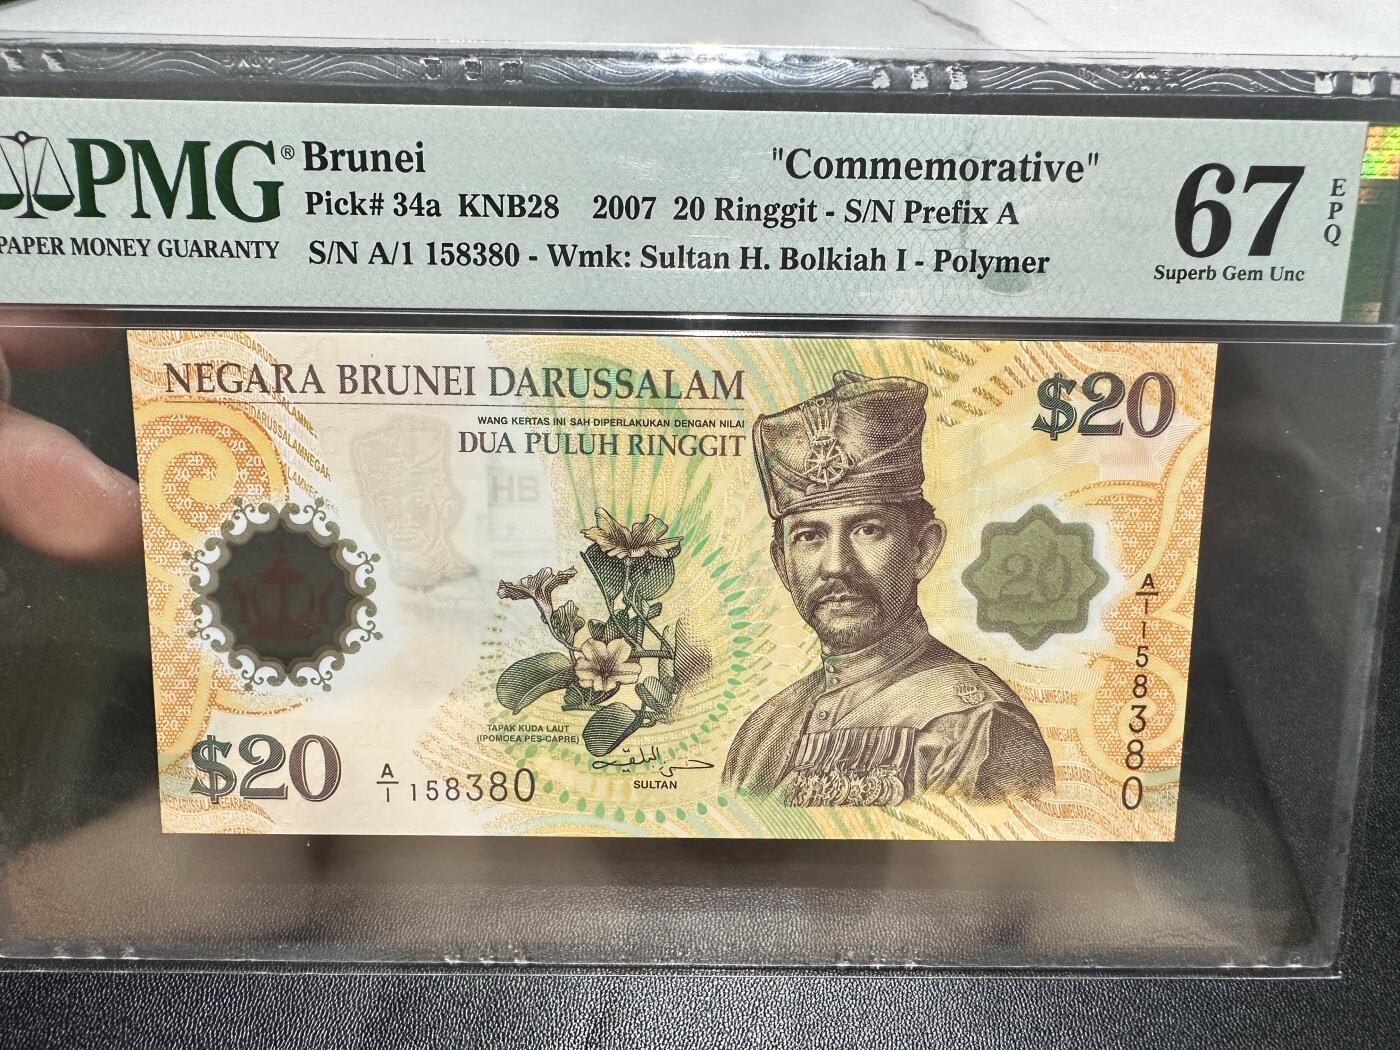 PMG® Brunei "Commemorative"
Pick# 34a KNB28 2007 20 Ringgit - S/N Prefix A
PAPER MONEY GUARANTY S/N A/1 158380 - Wmk: Sultan H. Bolkiah I - Polymer
67 EPQ
Superb Gem Unc
NEGARA BRUNEI DARUSSALAM
$20
WANG KERTAS INI SAH DIPERLAKUKAN DENGAN NILAI
DUA PULUH RINGGIT
20
A/1 158380
TAPAK KUDA LAUT
(IPOMOEA PES-CAPRE)
SULTAN
$20
A/1 158380